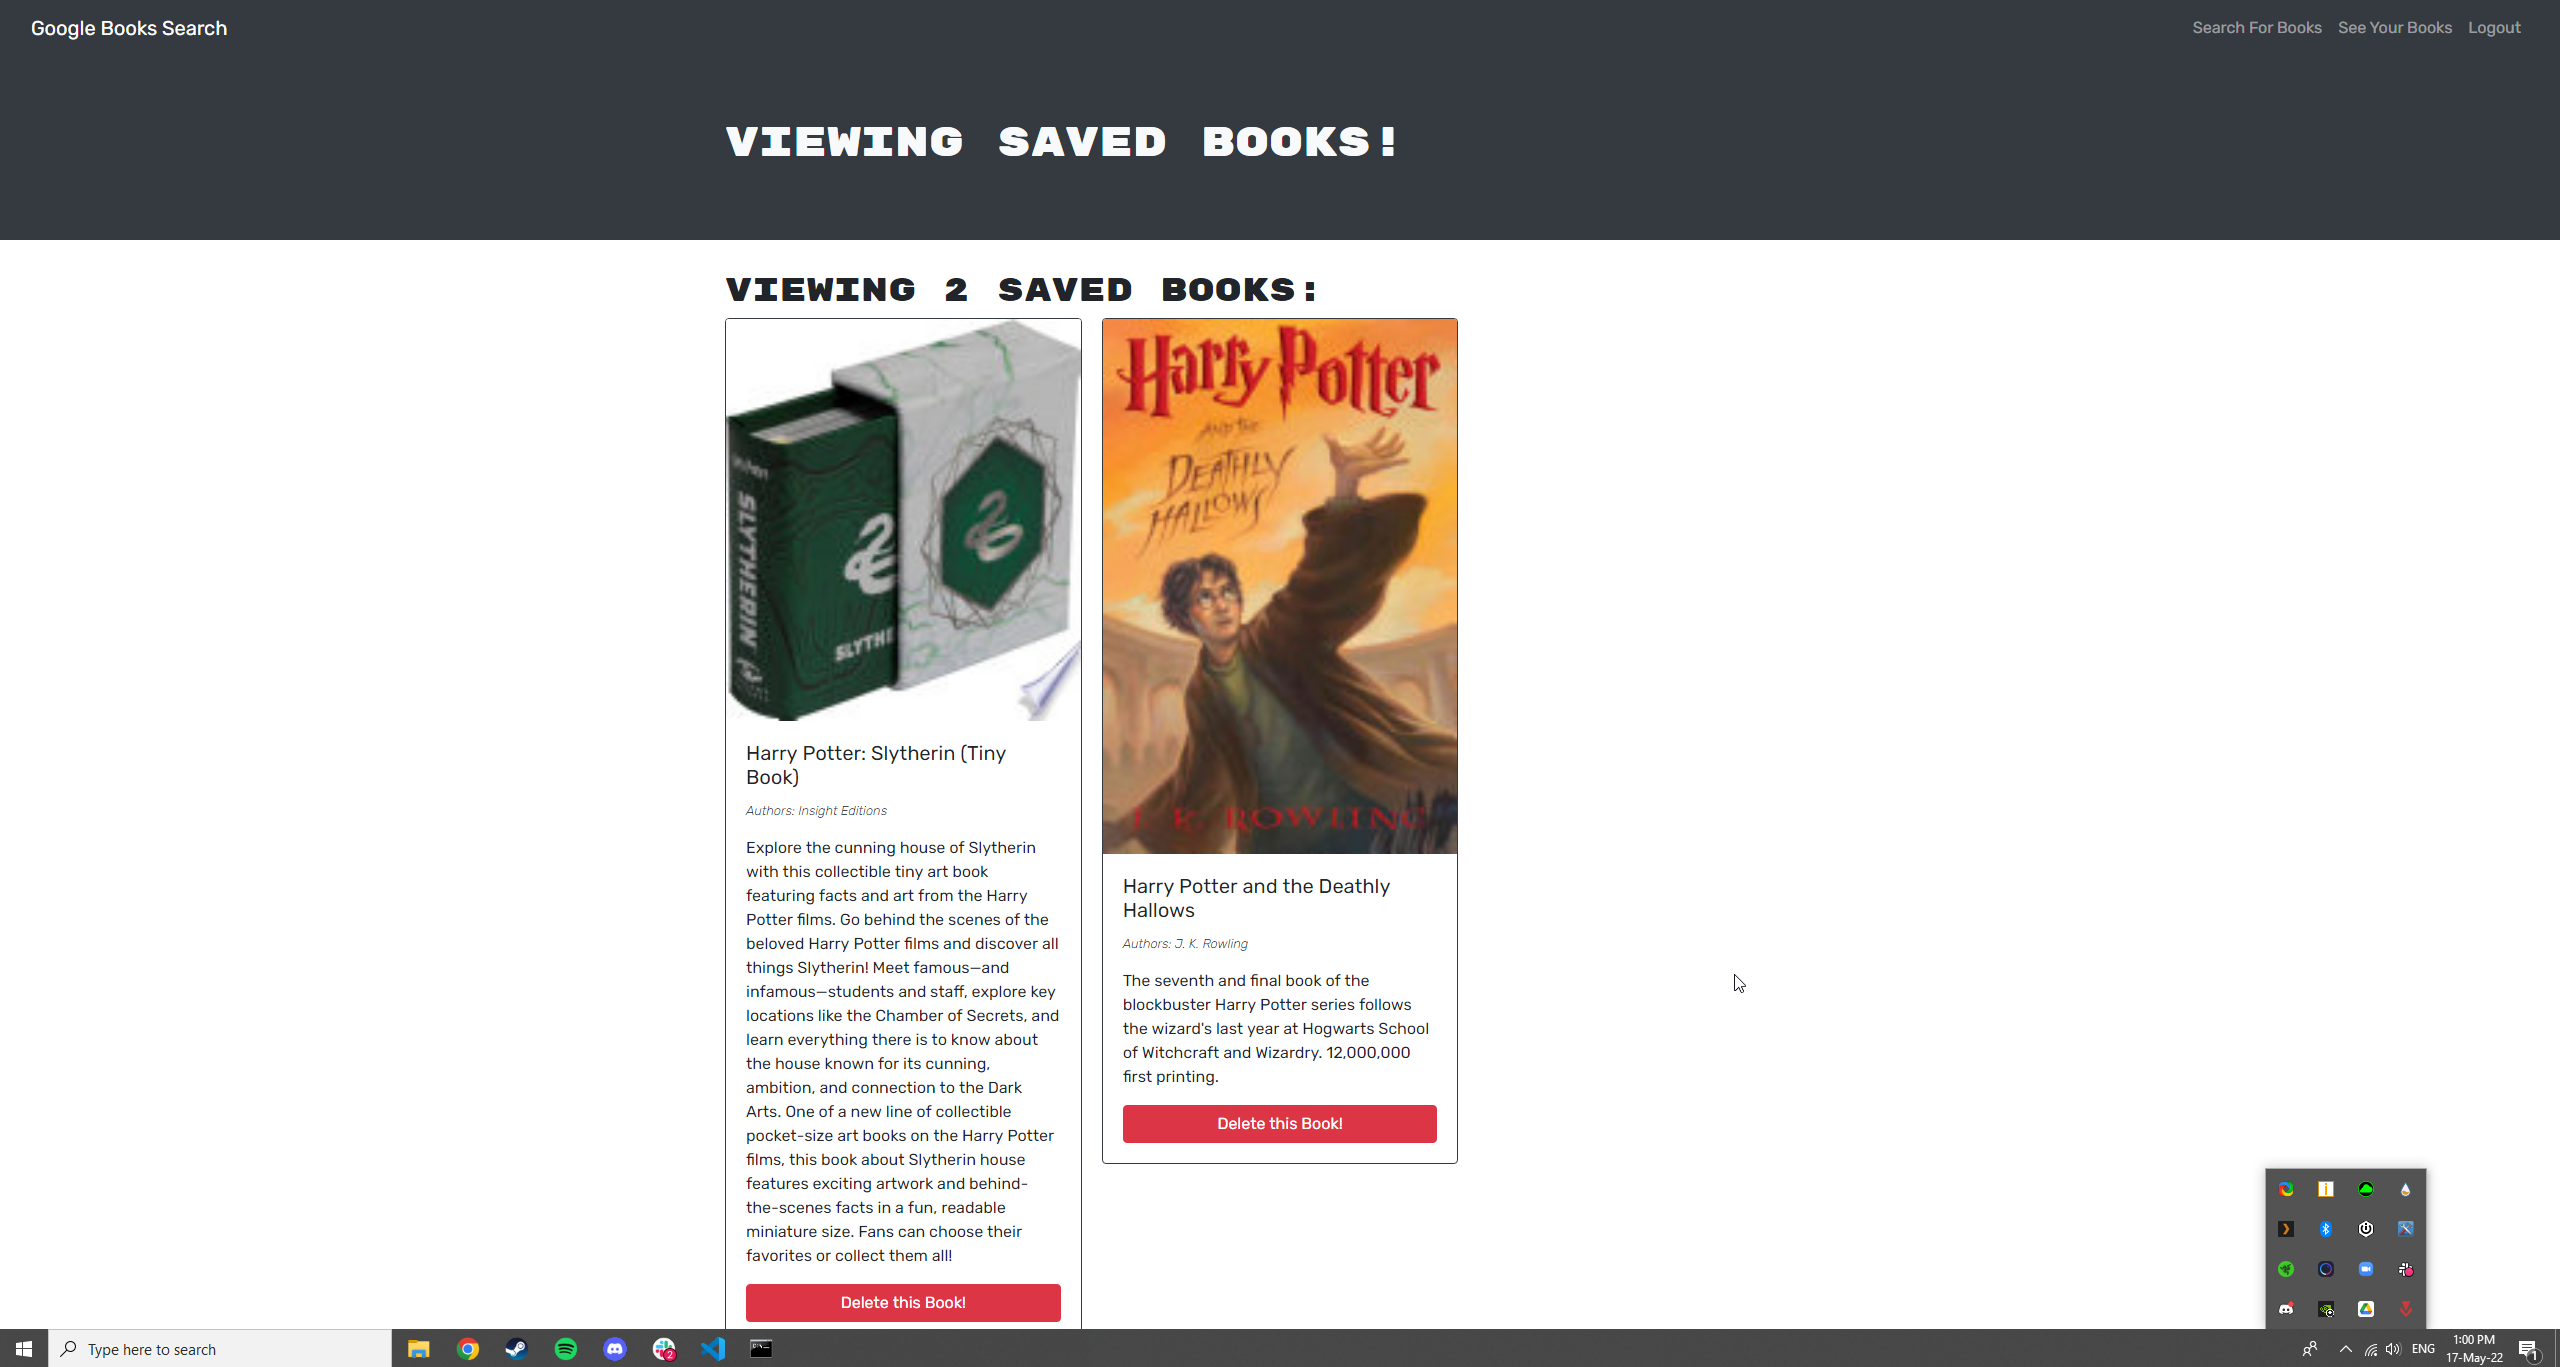 Google Books Search
Search For Books
See Your Books
Logout
VIEWING SAVED BOOKS!
VIEWING 2 SAVED BOOKS:
SLYTHERIN
SLYTHE
Harry Potter: Slytherin (Tiny
Book)
Authors: Insight Editions
Explore the cunning house of Slytherin
with this collectible tiny art book
featuring facts and art from the Harry
Potter films. Go behind the scenes of the
beloved Harry Potter films and discover all
things Slytherin! Meet famous—and
infamous—students and staff, explore key
locations like the Chamber of Secrets, and
learn everything there is to know about
the house known for its cunning,
ambition, and connection to the Dark
Arts. One of a new line of collectible
pocket-size art books on the Harry Potter
films, this book about Slytherin house
features exciting artwork and behind-
the-scenes facts in a fun, readable
miniature size. Fans can choose their
favorites or collect them all!
Delete this Book!
Harry Potter
AND THE
DEATHLY
HALLOWS
J. K. ROWLING
Harry Potter and the Deathly
Hallows
Authors: J. K. Rowling
The seventh and final book of the
blockbuster Harry Potter series follows
the wizard's last year at Hogwarts School
of Witchcraft and Wizardry. 12,000,000
first printing.
Delete this Book!
Type here to search
2
ENG
1:00 PM
17-May-22
1